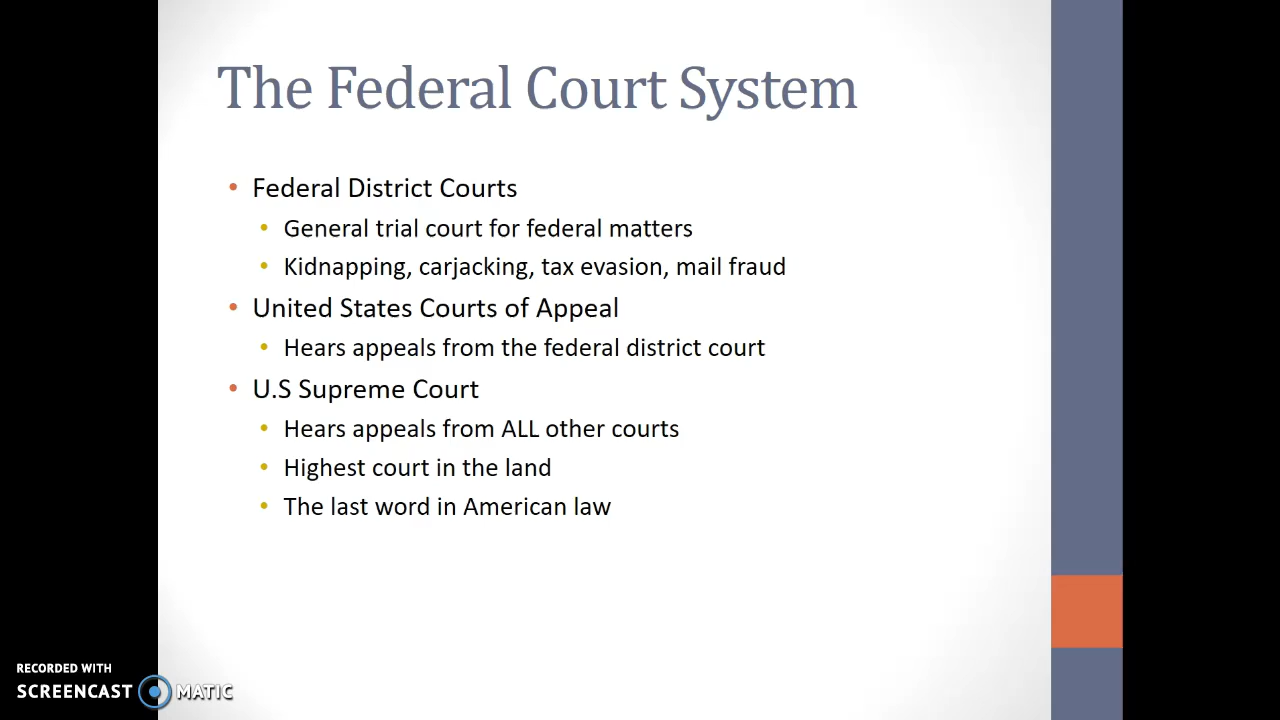 The Federal Court System
• Federal District Courts
• General trial court for federal matters
• Kidnapping, carjacking, tax evasion, mail fraud
• United States Courts of Appeal
• Hears appeals from the federal district court
• U.S Supreme Court
• Hears appeals from ALL other courts
• Highest court in the land
• The last word in American law
RECORDED WITH
SCREENCAST MATIC